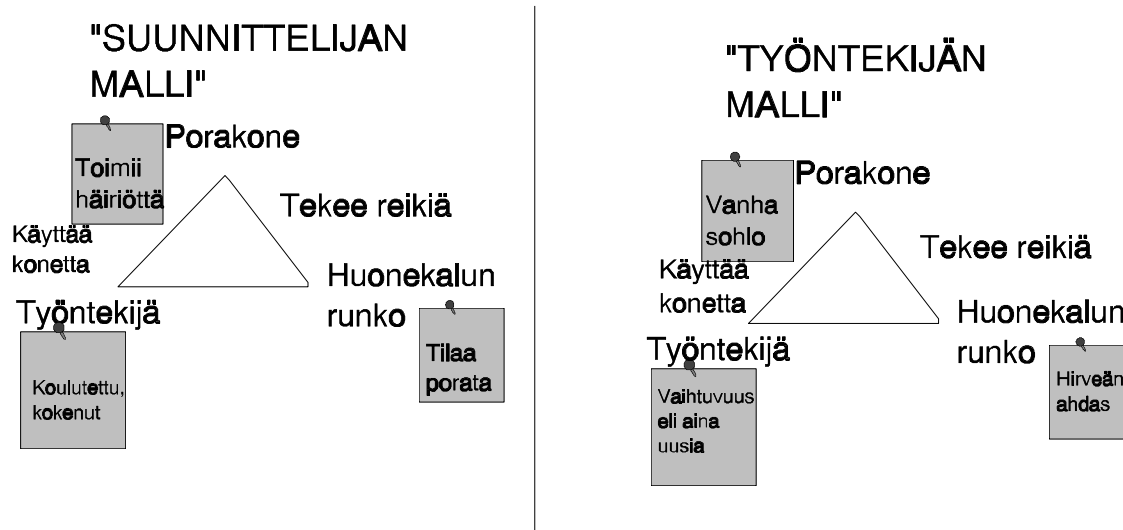 "SUUNNITTELIJAN
MALLI"
Porakone
Toimii
häiriöttä
Tekee reikiä
Käyttää
konetta
Huonekalun
runko
Työntekijä
Tilaa
porata
Koulutettu,
kokenut
"TYÖNTEKIJÄN
MALLI"
Porakone
Vanha
sohlo
Tekee reikiä
Käyttää
konetta
Huonekalun
runko
Työntekijä
Hirveän
ahdas
Vaihtuvuus
eli aina
uusia